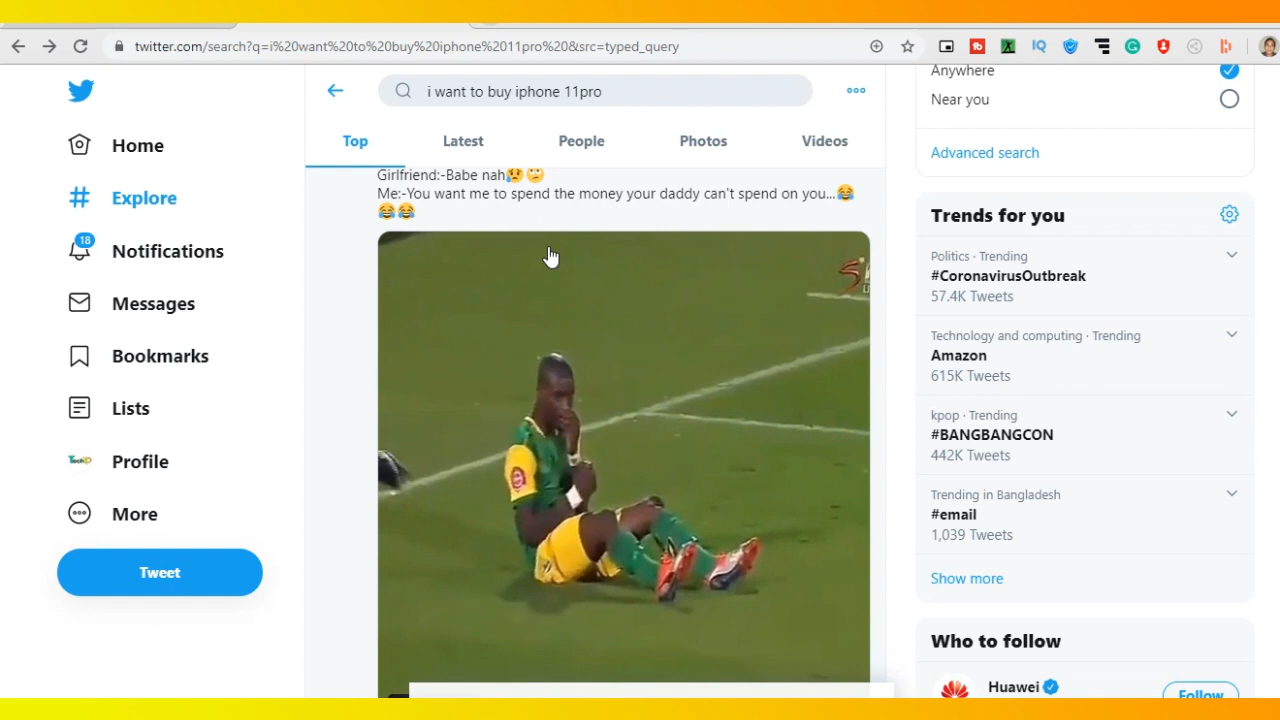 twitter.com/search?q=i%20want%20to%20buy%20iphone%2011pro%20&src=typed_query
i want to buy iphone 11pro
Top
Latest
People
Photos
Videos
Home
Explore
18
Notifications
Messages
Bookmarks
Lists
Profile
More
Tweet
Girlfriend:-Babe nah😥🙄
Me:-You want me to spend the money your daddy can't spend on you...😂
😂😂
Anywhere
Near you
Advanced search
Trends for you
Politics · Trending
#CoronavirusOutbreak
57.4K Tweets
Technology and computing · Trending
Amazon
615K Tweets
kpop · Trending
#BANGBANGCON
442K Tweets
Trending in Bangladesh
#email
1,039 Tweets
Show more
Who to follow
Huawei
Follow